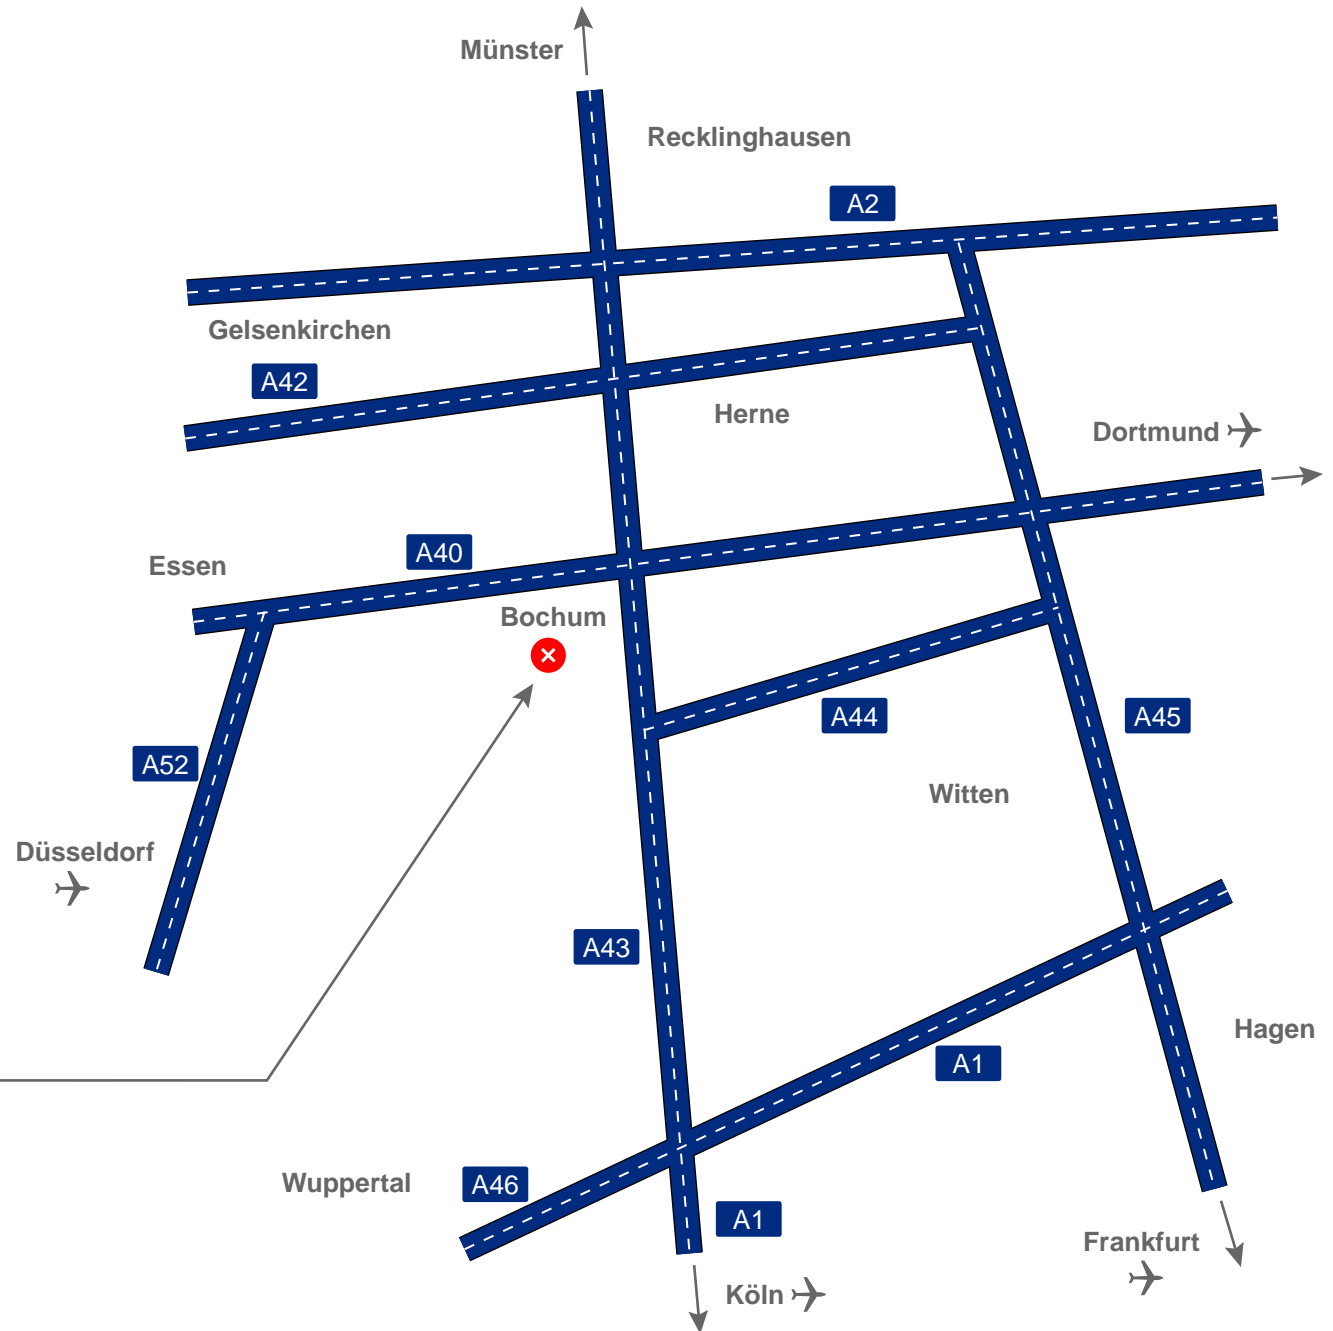 Münster
Recklinghausen
A2
Gelsenkirchen
A42
Herne
Dortmund
A40
Essen
Bochum
A44
A45
A52
Witten
Düsseldorf
A43
Hagen
A1
Wuppertal
A46
A1
Frankfurt
Köln